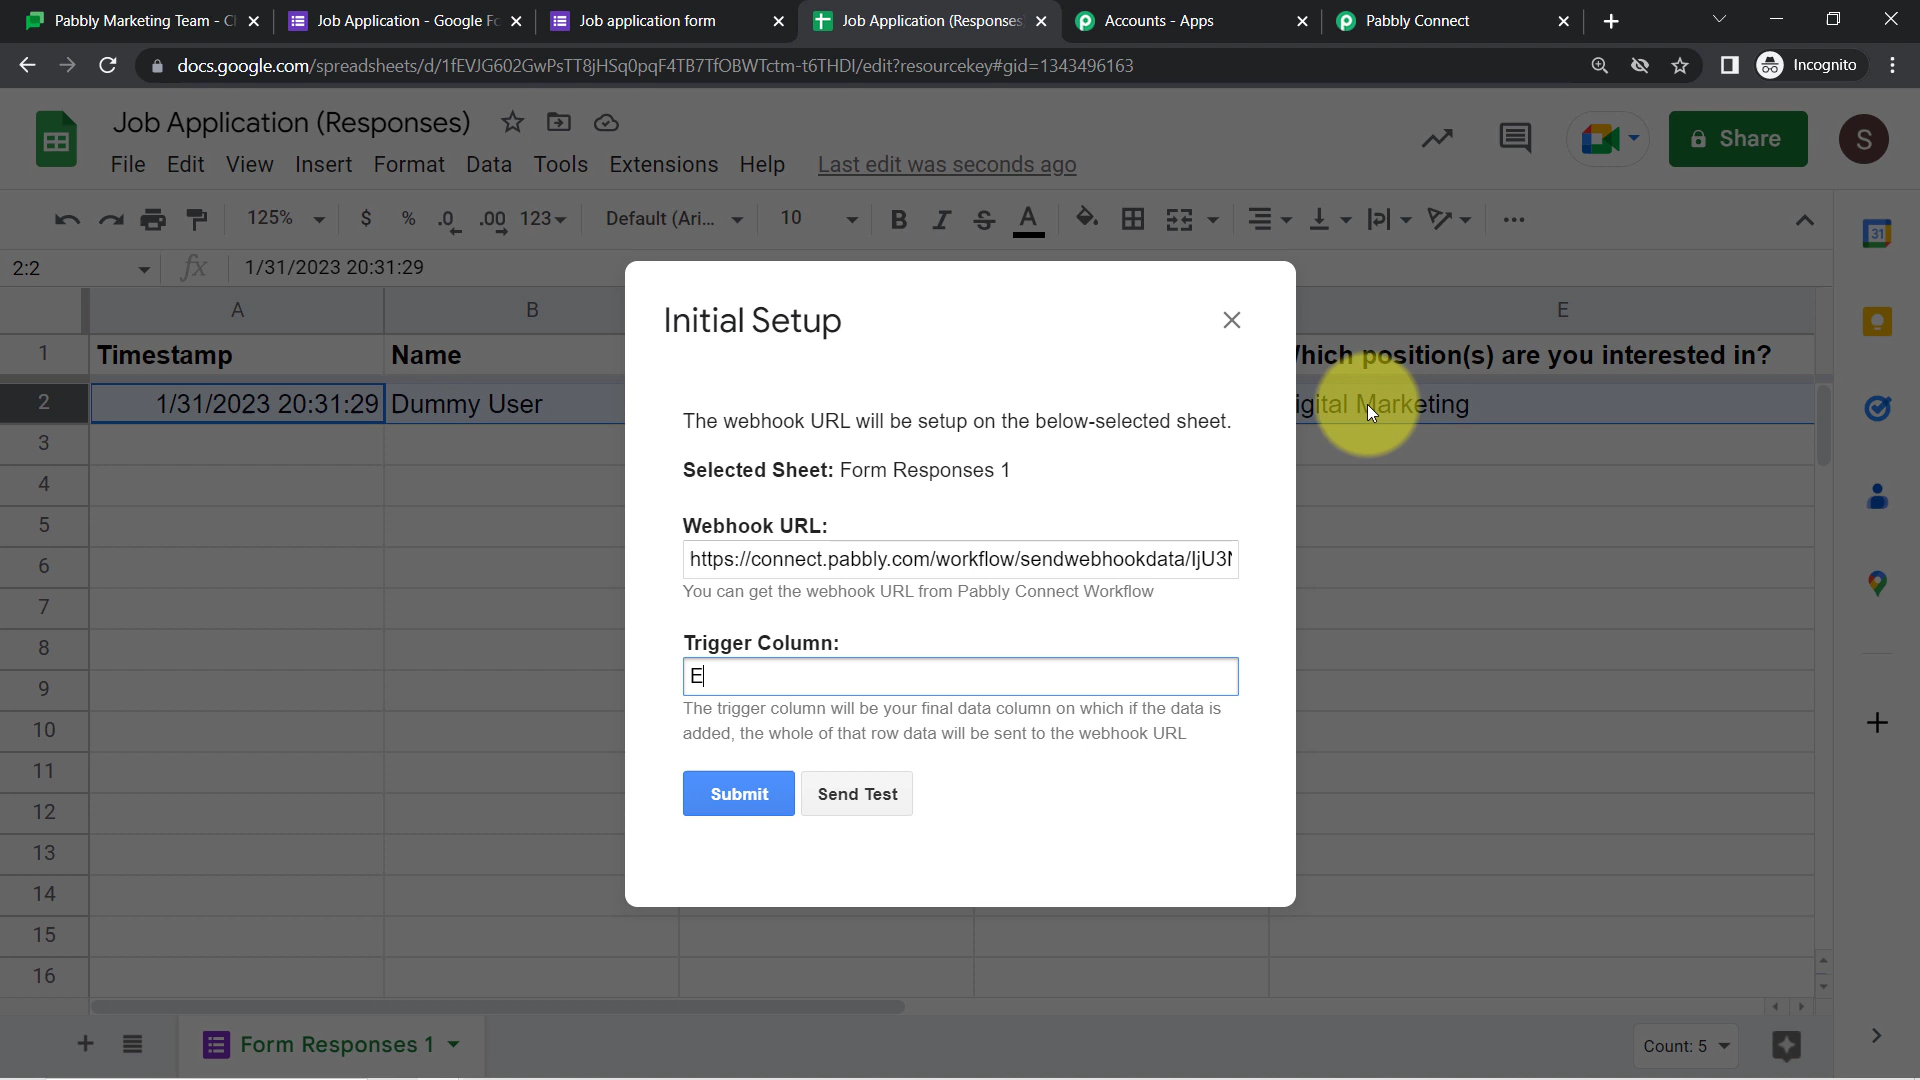 Pabbly Marketing Team - C
Job Application - Google Fo
Job application form
Job Application (Responses
Accounts - Apps
Pabbly Connect
docs.google.com/spreadsheets/d/1fEVJG602GwPsTT8jHSq0pqF4TB7TfOBWTctm-t6THDI/edit?resourcekey#gid=1343496163
Incognito
Job Application (Responses)
Share
S
File Edit View Insert Format Data Tools Extensions Help Last edit was seconds ago
125% $ % .0 .00 123 Default (Ari... 10 B I S A
31
2:2 fx 1/31/2023 20:31:29
A B E
1 Timestamp Name hich position(s) are you interested in?
2 1/31/2023 20:31:29 Dummy User igital Marketing
3
4
5
6
7
8
9
10
11
12
13
14
15
16
Initial Setup
The webhook URL will be setup on the below-selected sheet.
Selected Sheet: Form Responses 1
Webhook URL:
https://connect.pabbly.com/workflow/sendwebhookdata/IjU3
You can get the webhook URL from Pabbly Connect Workflow
Trigger Column:
E
The trigger column will be your final data column on which if the data is
added, the whole of that row data will be sent to the webhook URL
Submit Send Test
Form Responses 1
Count: 5